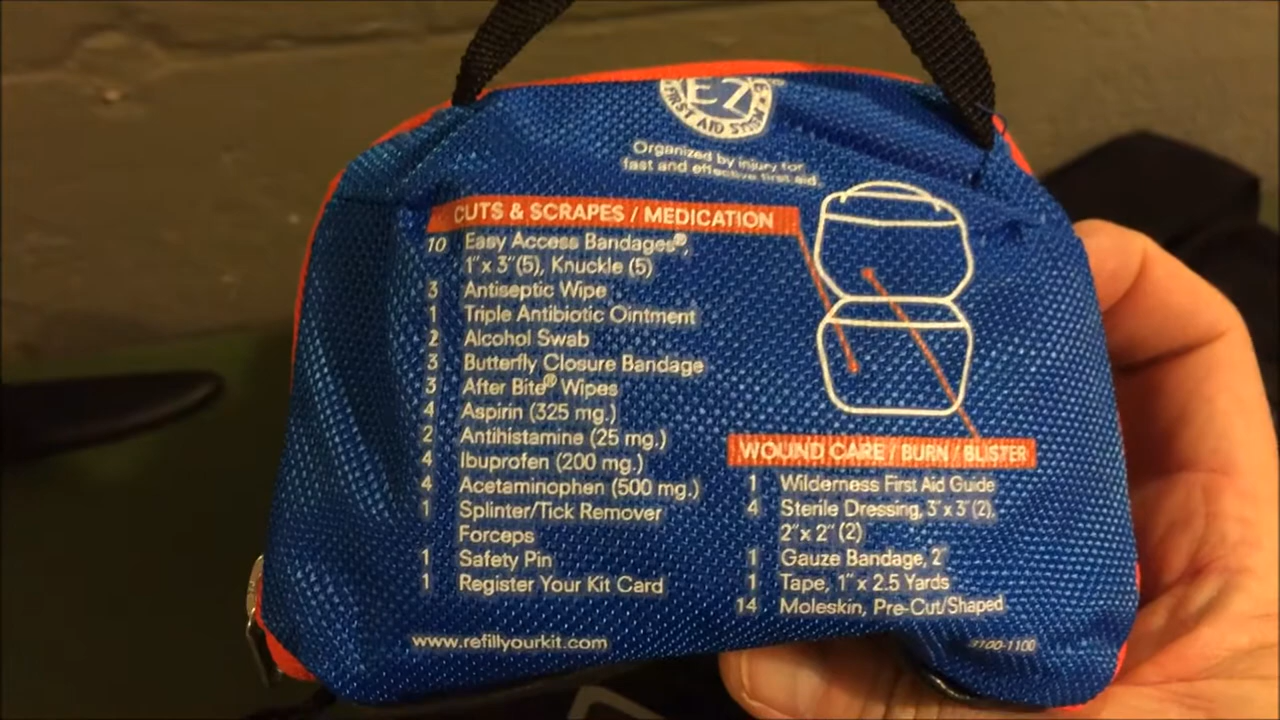 EZ
FIRST AID SYSTEM
Organized by injury for
fast and effective first aid.
CUTS & SCRAPES / MEDICATION
10 Easy Access Bandages®,
1" x 3" (5), Knuckle (5)
3 Antiseptic Wipe
1 Triple Antibiotic Ointment
2 Alcohol Swab
3 Butterfly Closure Bandage
3 After Bite® Wipes
4 Aspirin (325 mg.)
2 Antihistamine (25 mg.)
4 Ibuprofen (200 mg.)
4 Acetaminophen (500 mg.)
1 Splinter/Tick Remover
Forceps
1 Safety Pin
1 Register Your Kit Card
WOUND CARE / BURN / BLISTER
1 Wilderness First Aid Guide
4 Sterile Dressing, 3" x 3" (2),
2" x 2" (2)
1 Gauze Bandage, 2"
1 Tape, 1" x 2.5 Yards
14 Moleskin, Pre-Cut/Shaped
www.refillyourkit.com
3100-1100